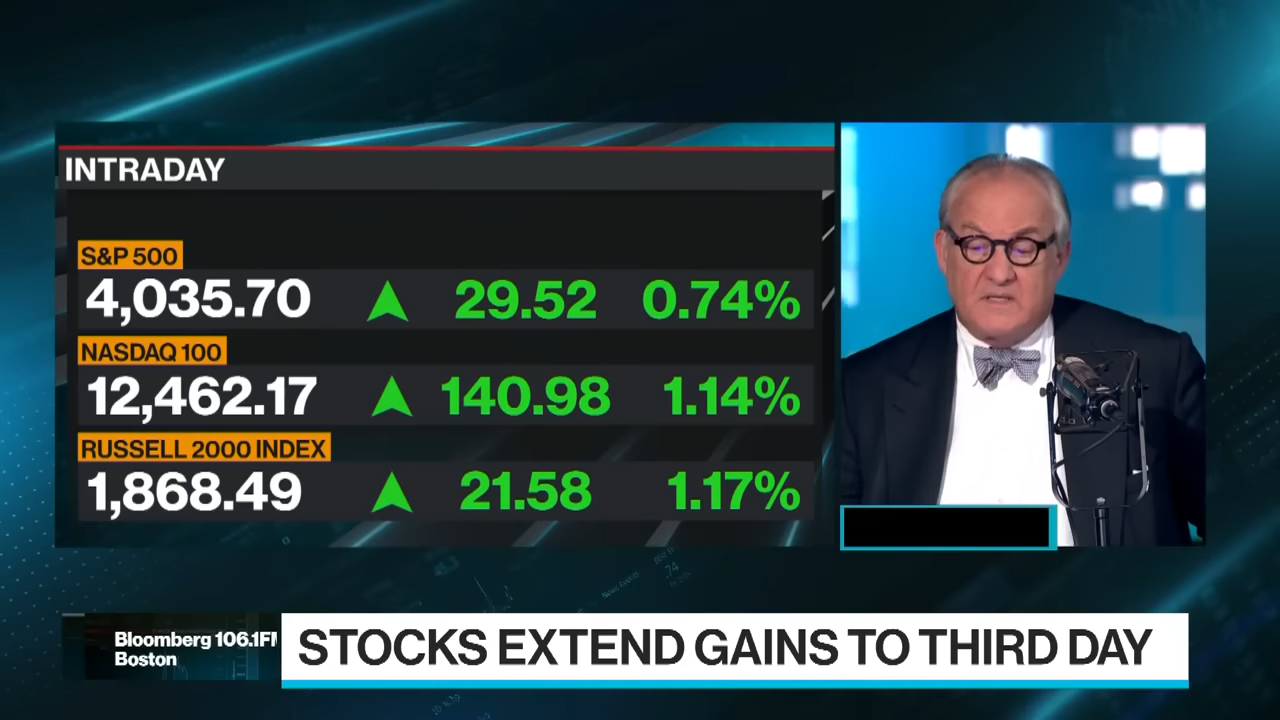 INTRADAY
S&P 500
4,035.70 29.52 0.74%
NASDAQ 100
12,462.17 140.98 1.14%
RUSSELL 2000 INDEX
1,868.49 21.58 1.17%
Bloomberg 106.1F
Boston
STOCKS EXTEND GAINS TO THIRD DAY